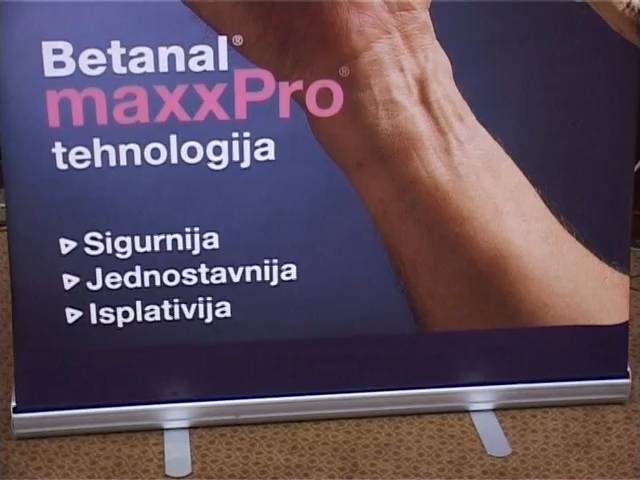 Betanal®
maxxPro®
tehnologija
Sigurnija
Jednostavnija
Isplativija